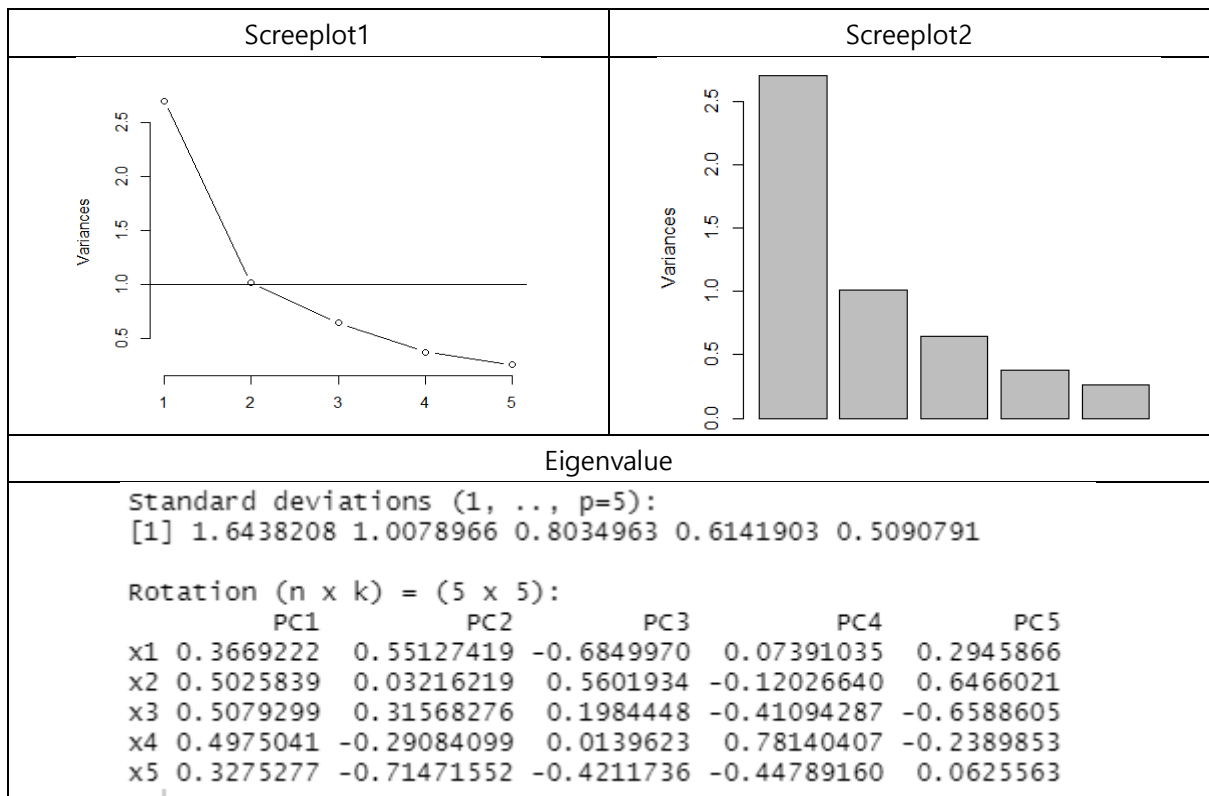 Screeplot1
Screeplot2
Variances
2.5
2.0
1.5
1.0
0.5
1 2 3 4 5
Variances
2.5
2.0
1.5
1.0
0.5
0.0
Eigenvalue
Standard deviations (1, .., p=5):
[1] 1.6438208 1.0078966 0.8034963 0.6141903 0.5090791
Rotation (n x k) = (5 x 5):
PC1 PC2 PC3 PC4 PC5
x1 0.3669222 0.55127419 -0.6849970 0.07391035 0.2945866
x2 0.5025839 0.03216219 0.5601934 -0.12026640 0.6466021
x3 0.5079299 0.31568276 0.1984448 -0.41094287 -0.6588605
x4 0.4975041 -0.29084099 0.0139623 0.78140407 -0.2389853
x5 0.3275277 -0.71471552 -0.4211736 -0.44789160 0.0625563